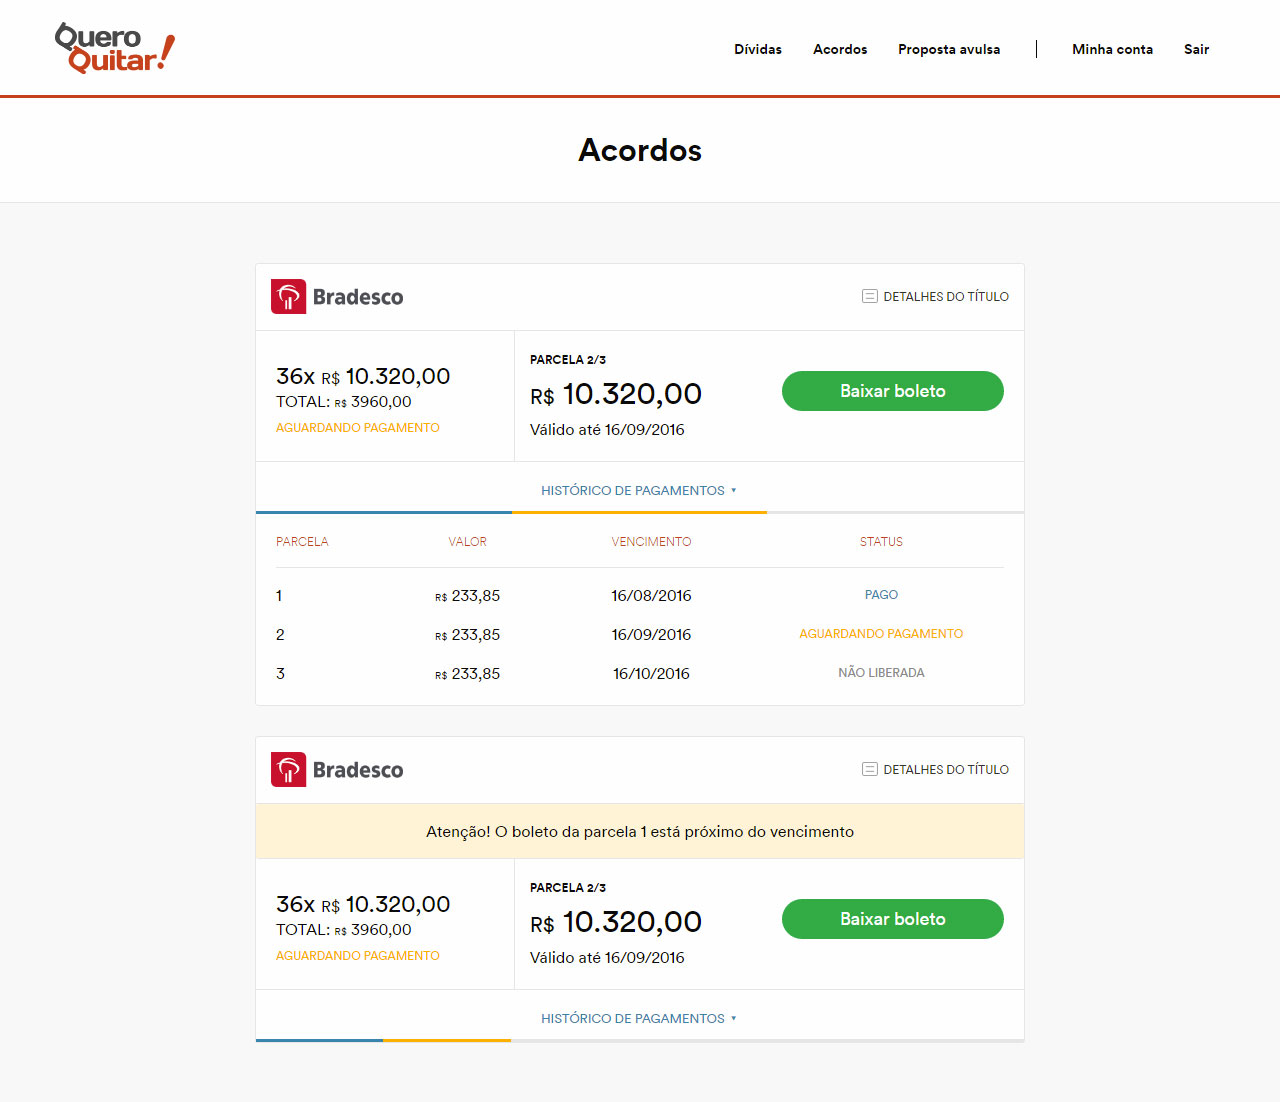 Quero
Quitar!
Dívidas Acordos Proposta avulsa Minha conta Sair
Acordos
Bradesco DETALHES DO TÍTULO
36x R$ 10.320,00
TOTAL: R$ 3960,00
AGUARDANDO PAGAMENTO
PARCELA 2/3
R$ 10.320,00
Válido até 16/09/2016
Baixar boleto
HISTÓRICO DE PAGAMENTOS
PARCELA VALOR VENCIMENTO STATUS
1 R$ 233,85 16/08/2016 PAGO
2 R$ 233,85 16/09/2016 AGUARDANDO PAGAMENTO
3 R$ 233,85 16/10/2016 NÃO LIBERADA
Bradesco DETALHES DO TÍTULO
Atenção! O boleto da parcela 1 está próximo do vencimento
36x R$ 10.320,00
TOTAL: R$ 3960,00
AGUARDANDO PAGAMENTO
PARCELA 2/3
R$ 10.320,00
Válido até 16/09/2016
Baixar boleto
HISTÓRICO DE PAGAMENTOS